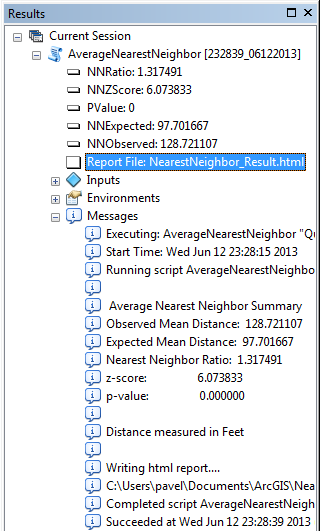 Results
Current Session
AverageNearestNeighbor [232839_06122013]
NNRatio: 1.317491
NNZScore: 6.073833
PValue: 0
NNExpected: 97.701667
NNObserved: 128.721107
Report File: NearestNeighbor_Result.html
Inputs
Environments
Messages
Executing: AverageNearestNeighbor "Q
Start Time: Wed Jun 12 23:28:15 2013
Running script AverageNearestNeighbo
Average Nearest Neighbor Summary
Observed Mean Distance: 128.721107
Expected Mean Distance: 97.701667
Nearest Neighbor Ratio: 1.317491
z-score: 6.073833
p-value: 0.000000
Distance measured in Feet
Writing html report....
C:\Users\pavel\Documents\ArcGIS\Nea
Completed script AverageNearestNeigh
Succeeded at Wed Jun 12 23:28:39 2013